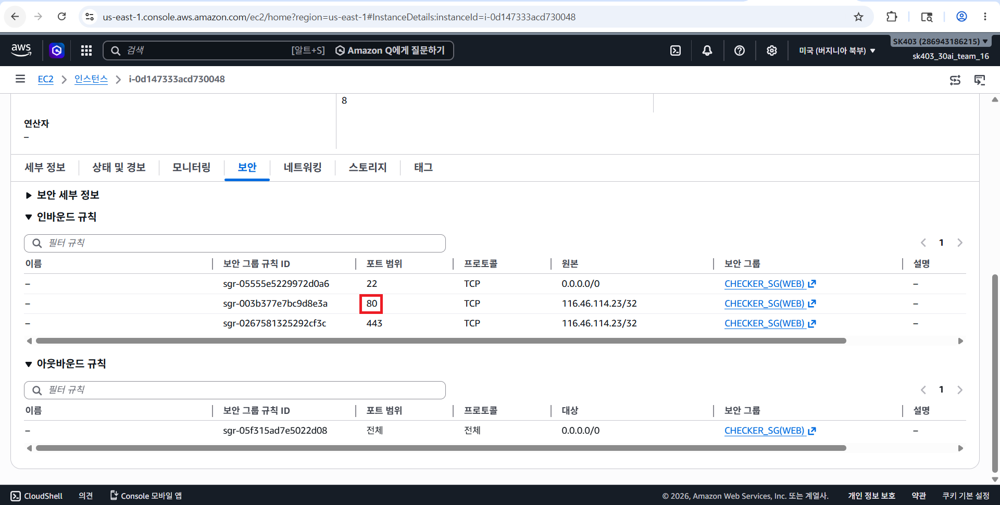 us-east-1.console.aws.amazon.com/ec2/home?region=us-east-1#InstanceDetails:instanceId=i-0d147333acd730048
aws 검색 [알트+S] Amazon Q에게 질문하기 미국 (버지니아 북부) SK403 (286943186215)
sk403_30ai_team_16
EC2 인스턴스 i-0d147333acd730048
8
연산자
–
세부 정보 상태 및 경보 모니터링 보안 네트워킹 스토리지 태그
보안 세부 정보
인바운드 규칙
필터 규칙 1
이름 보안 그룹 규칙 ID 포트 범위 프로토콜 원본 보안 그룹 설명
– sgr-05555e5229972d0a6 22 TCP 0.0.0.0/0 CHECKER_SG(WEB) –
– sgr-003b377e7bc9d8e3a 80 TCP 116.46.114.23/32 CHECKER_SG(WEB) –
– sgr-0267581325292cf3c 443 TCP 116.46.114.23/32 CHECKER_SG(WEB) –
아웃바운드 규칙
필터 규칙 1
이름 보안 그룹 규칙 ID 포트 범위 프로토콜 대상 보안 그룹 설명
– sgr-05f315ad7e5022d08 전체 전체 0.0.0.0/0 CHECKER_SG(WEB) –
CloudShell 의견 Console 모바일 앱 © 2026, Amazon Web Services, Inc. 또는 계열사. 개인 정보 보호 약관 쿠키 기본 설정